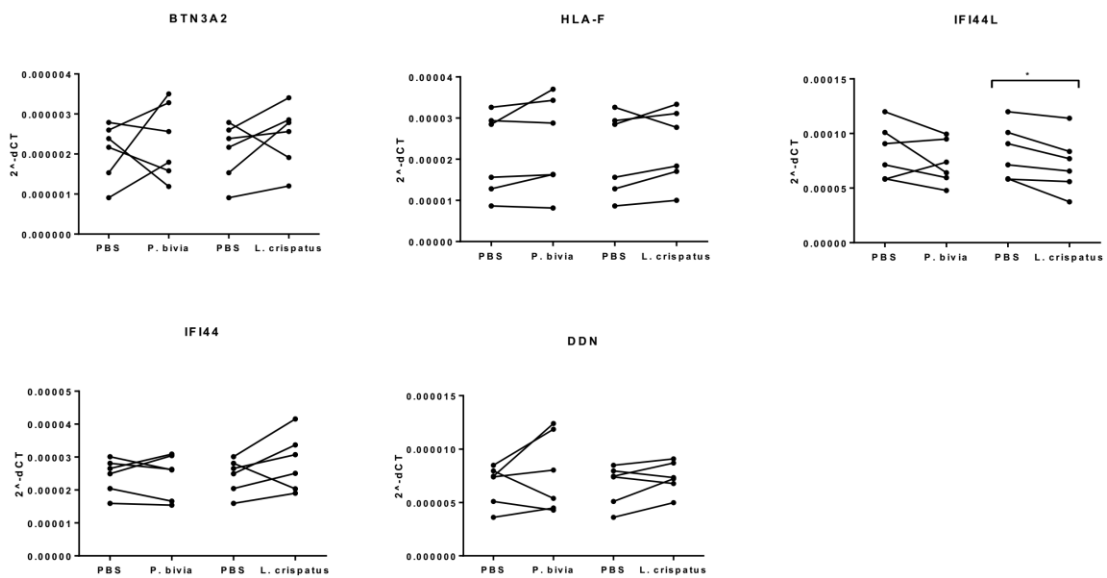 BTN3A2
2^-dCT
0.000004
0.000003
0.000002
0.000001
0.000000
PBS P. bivia PBS L. crispatus
HLA-F
2^-dCT
0.00004
0.00003
0.00002
0.00001
0.00000
PBS P. bivia PBS L. crispatus
IFI44L
2^-dCT
0.00015
0.00010
0.00005
0.00000
*
PBS P. bivia PBS L. crispatus
IFI44
2^-dCT
0.00005
0.00004
0.00003
0.00002
0.00001
0.00000
PBS P. bivia PBS L. crispatus
DDN
2^-dCT
0.000015
0.000010
0.000005
0.000000
PBS P. bivia PBS L. crispatus